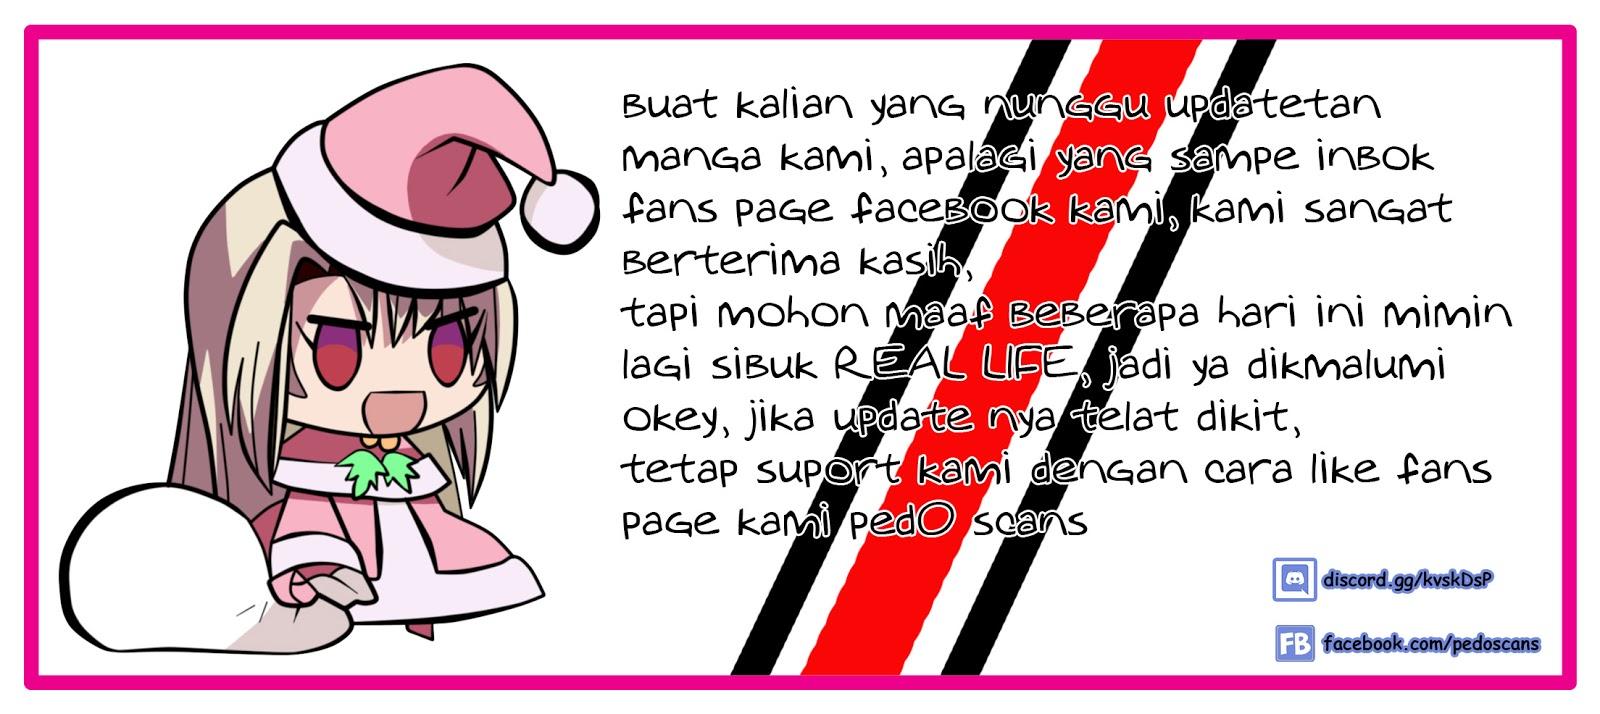 Buat kalian yang nunggu updatetan
manga kami, apalagi yang sampe inbok
fans page facebook kami, kami sangat
berterima kasih,
tapi mohon maaf beberapa hari ini mimin
lagi sibuk REAL LIFE, jadi ya dikmalumi
okey, jika update nya telat dikit,
tetap suport kami dengan cara like fans
page kami pedO scans
discord.gg/kvskDsP
FB facebook.com/pedoscans